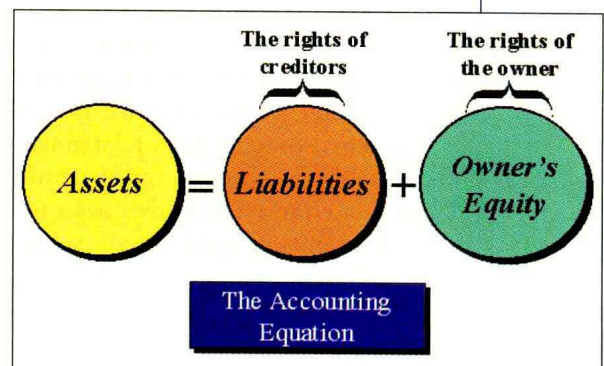 The rights of
creditors
The rights of
the owner
Assets = Liabilities + Owner's
Equity
The Accounting
Equation